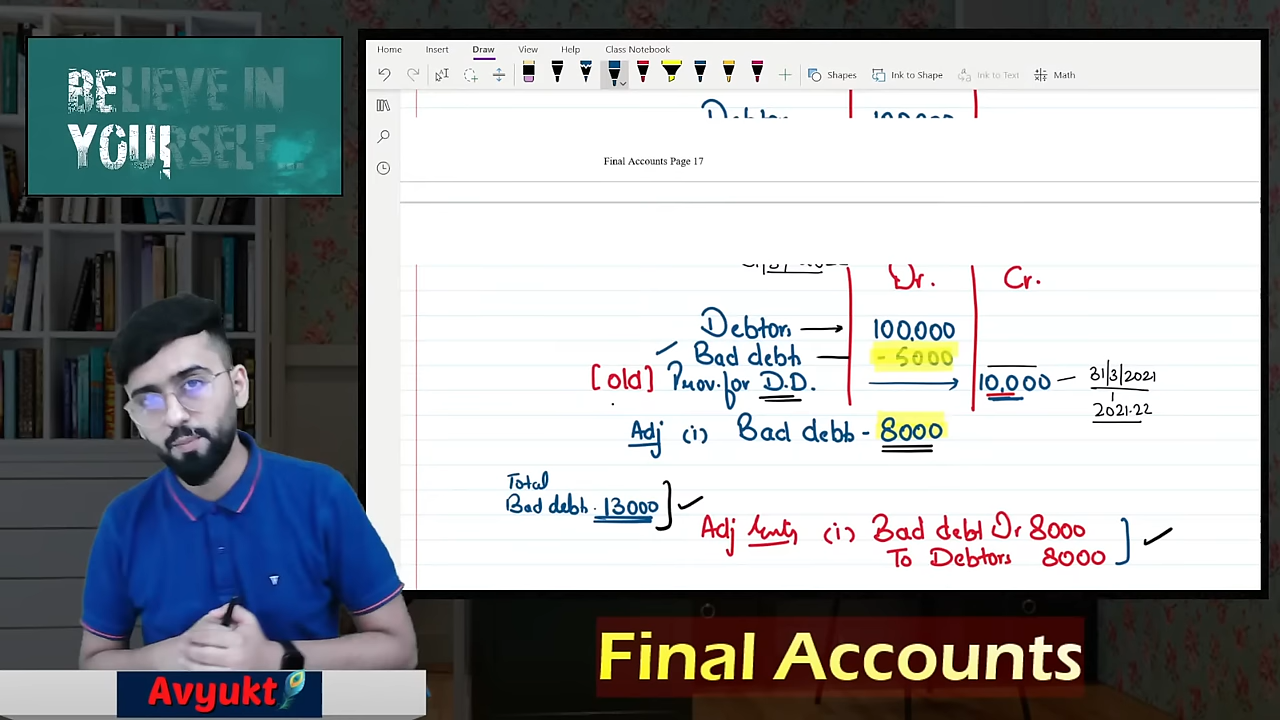 BELIEVE IN
YOURSELF...
Home Insert Draw View Help Class Notebook
Shapes Ink to Shape Ink to Text Math
Debtors 100,000
Final Accounts Page 17
Dr. Cr.
Debtors 100,000
Bad debts - 5000
[old] Prov. for D.D. 10,000 - 31/3/2021
2021-22
Adj (i) Bad debts - 8000
Total
Bad debts - 13000
Adj (i) Bad debt Dr 8000
To Debtors 8000
Final Accounts
Avyukt